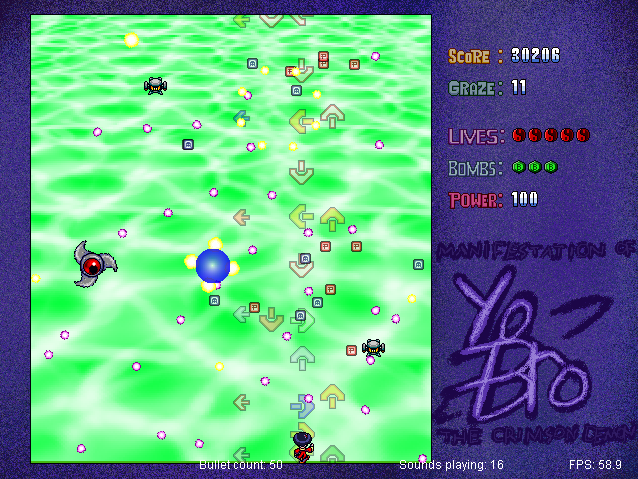 SCORE : 30206
GRAZE: 11
LIVES:
BOMBS:
POWER: 100
MANIFESTATION OF
YO
BRO
THE CRIMSON DEMON
Bullet count: 50
Sounds playing: 16
FPS: 58.9